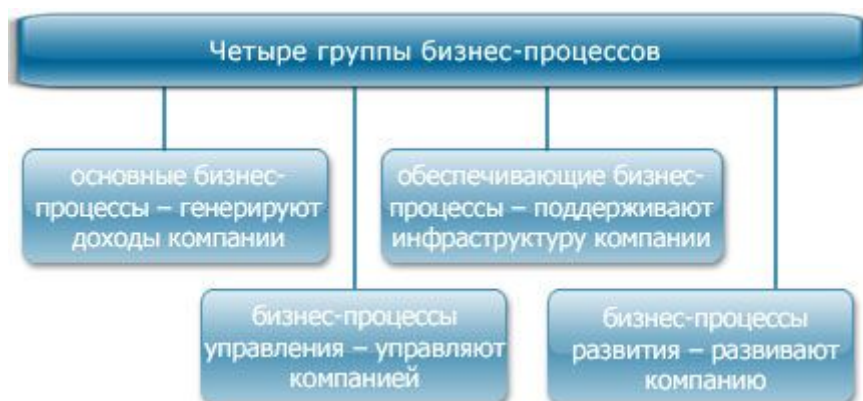 Четыре группы бизнес-процессов
основные бизнес-
процессы – генерируют
доходы компании
обеспечивающие бизнес-
процессы – поддерживают
инфраструктуру компании
бизнес-процессы
управления – управляют
компанией
бизнес-процессы
развития – развивают
компанию